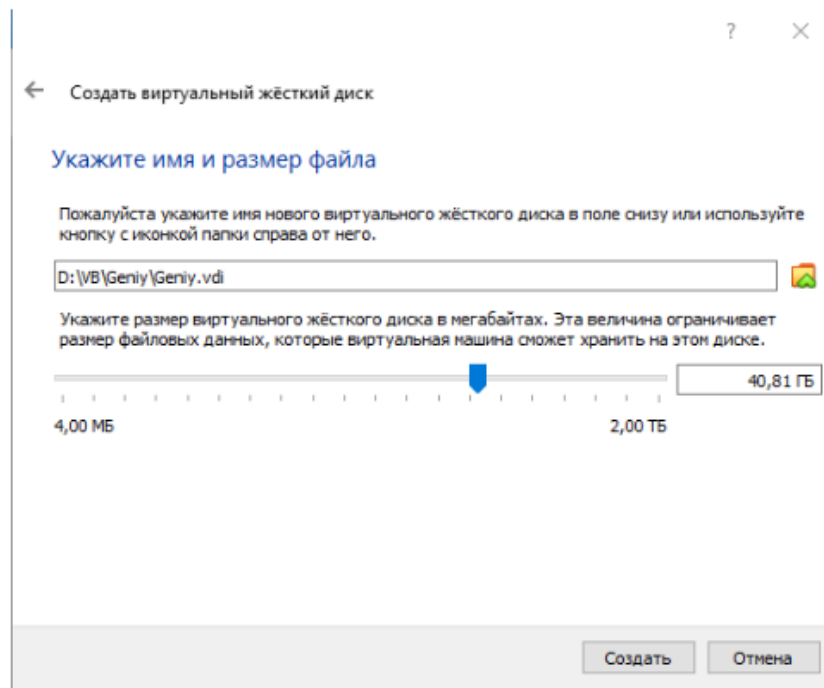 ?
Создать виртуальный жёсткий диск
Укажите имя и размер файла
Пожалуйста укажите имя нового виртуального жёсткого диска в поле снизу или используйте
кнопку с иконкой папки справа от него.
D:\VB\Geniy\Geniy.vdi
Укажите размер виртуального жёсткого диска в мегабайтах. Эта величина ограничивает
размер файловых данных, которые виртуальная машина сможет хранить на этом диске.
40,81 ГБ
4,00 МБ 2,00 ТБ
Создать Отмена